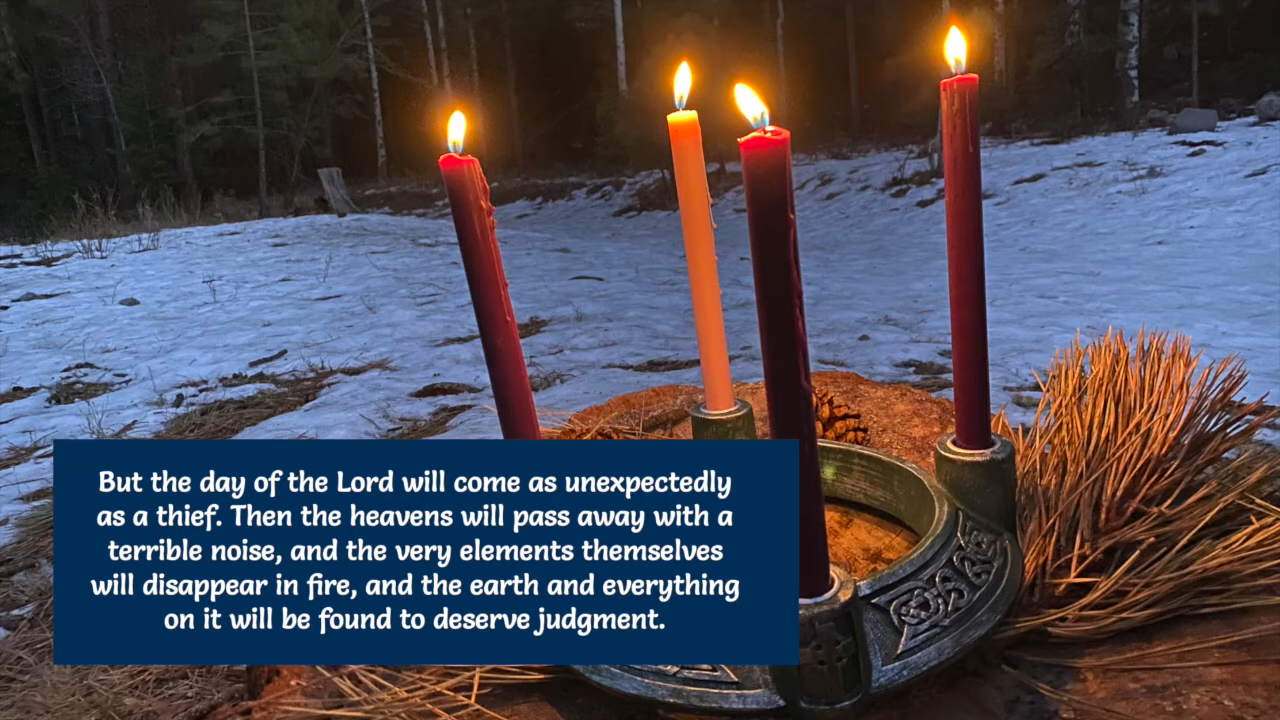 But the day of the Lord will come as unexpectedly
as a thief. Then the heavens will pass away with a
terrible noise, and the very elements themselves
will disappear in fire, and the earth and everything
on it will be found to deserve judgment.